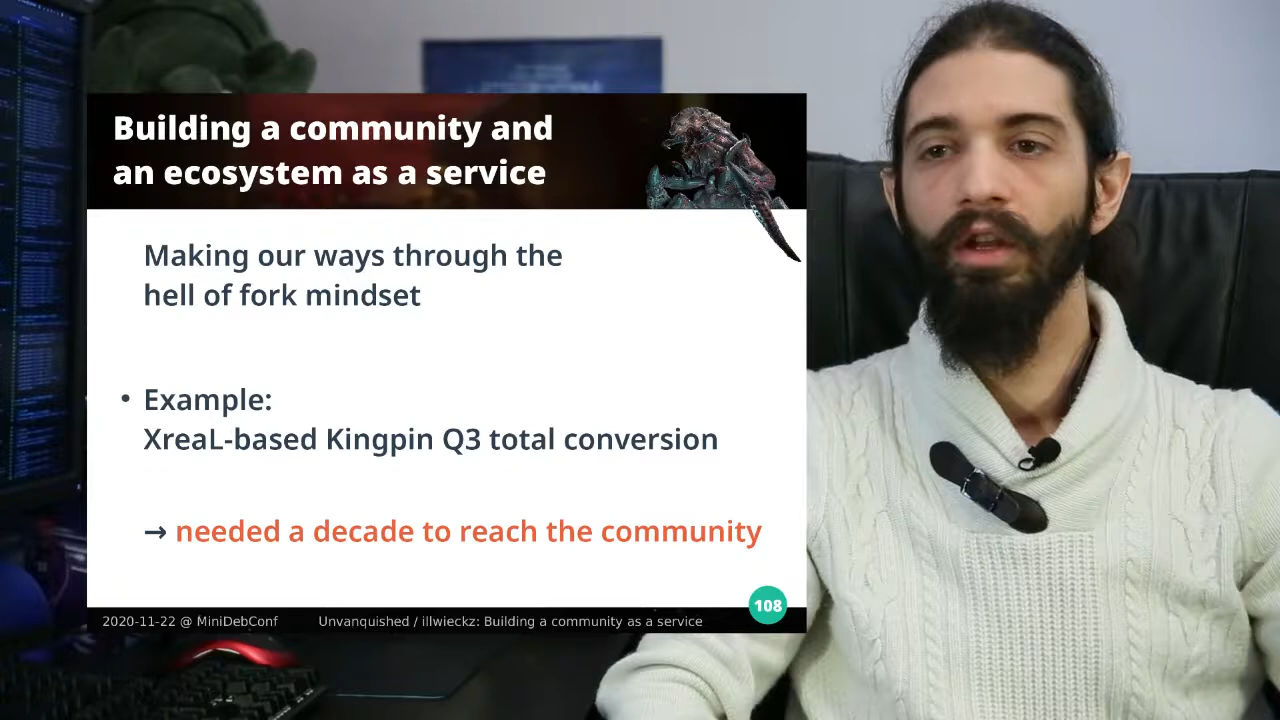 Building a community and
an ecosystem as a service
Making our ways through the
hell of fork mindset
• Example:
XreaL-based Kingpin Q3 total conversion
→ needed a decade to reach the community
108
2020-11-22 @ MiniDebConf Unvanquished / illwieckz: Building a community as a service